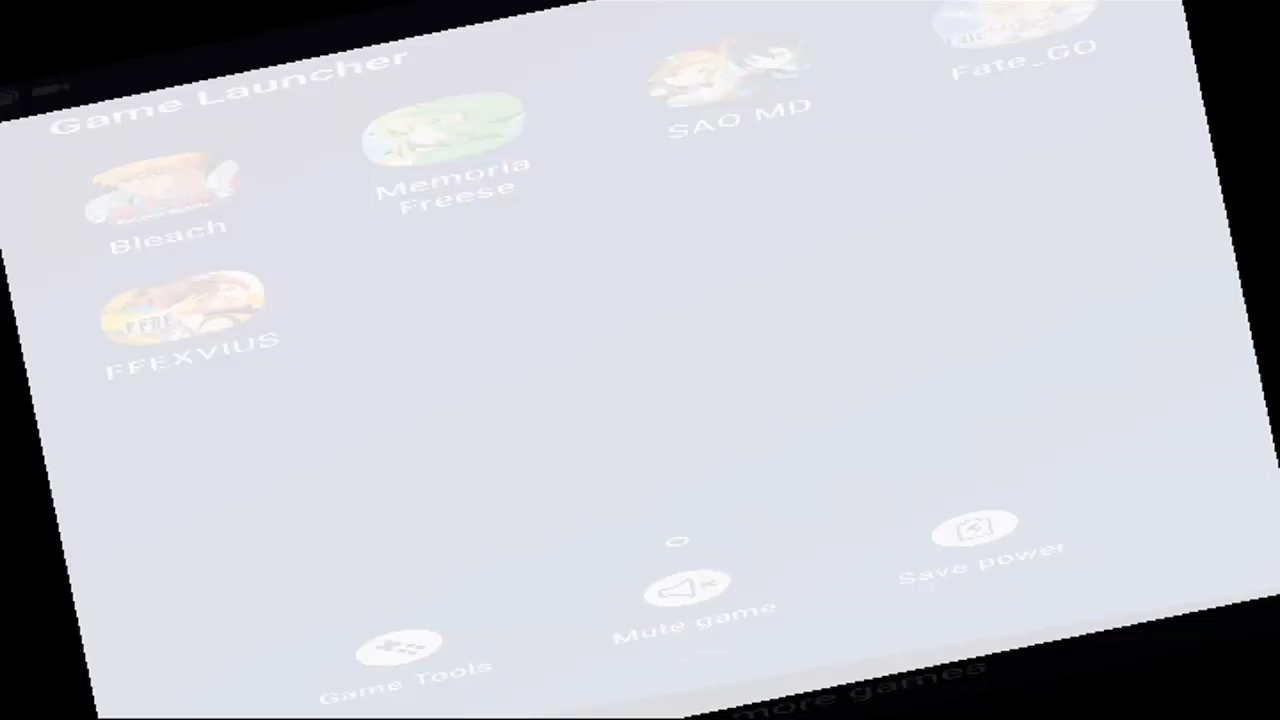 Game Launcher
Bleach
Memoria
Freese
SAO MD
Fate_GO
FFEXVIUS
Game Tools
Mute game
Save power
more games